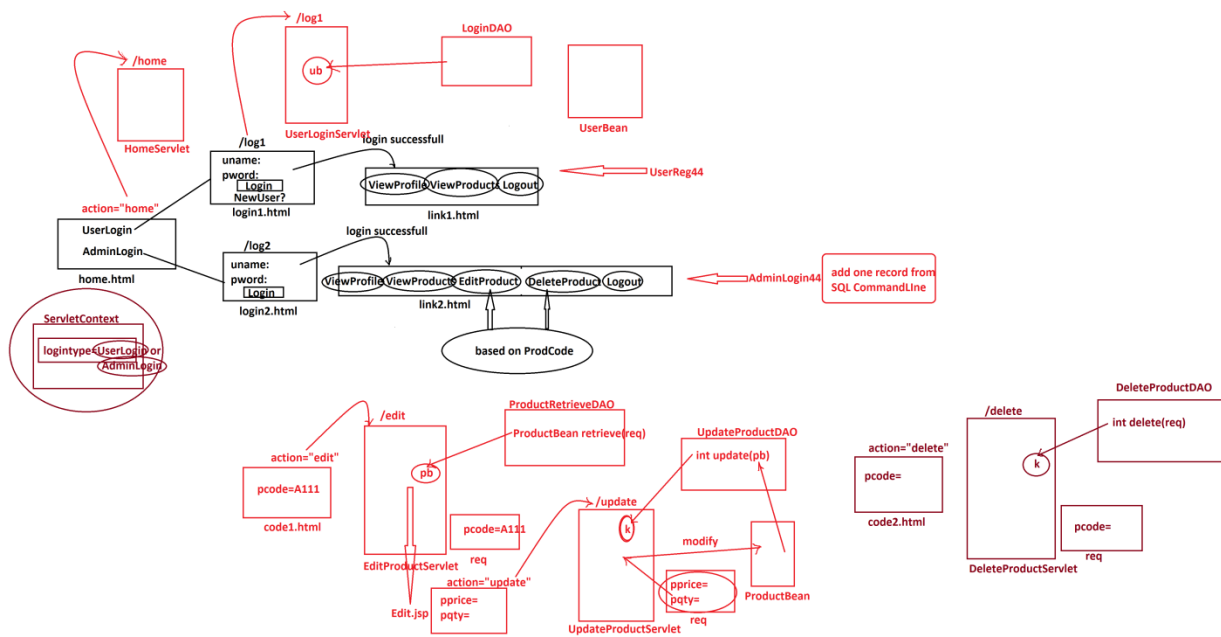 /log1
LoginDAO
/home
ub
HomeServlet
UserLoginServlet
UserBean
/log1
login successfull
uname:
pword:
Login
NewUser?
login1.html
ViewProfile
ViewProducts
Logout
link1.html
UserReg44
action="home"
UserLogin
AdminLogin
home.html
/log2
login successfull
uname:
pword:
Login
login2.html
ViewProfile
ViewProducts
EditProduct
DeleteProduct
Logout
link2.html
AdminLogin44
add one record from
SQL CommandLIne
ServletContext
logintype=UserLogin or
AdminLogin
based on ProdCode
/edit
ProductRetrieveDAO
ProductBean retrieve(req)
action="edit"
pb
pcode=A111
code1.html
pcode=A111
req
EditProductServlet
Edit.jsp
action="update"
pprice=
pqty=
UpdateProductDAO
int update(pb)
/update
k
modify
pprice=
pqty=
req
ProductBean
UpdateProductServlet
DeleteProductDAO
int delete(req)
/delete
action="delete"
k
pcode=
code2.html
pcode=
req
DeleteProductServlet